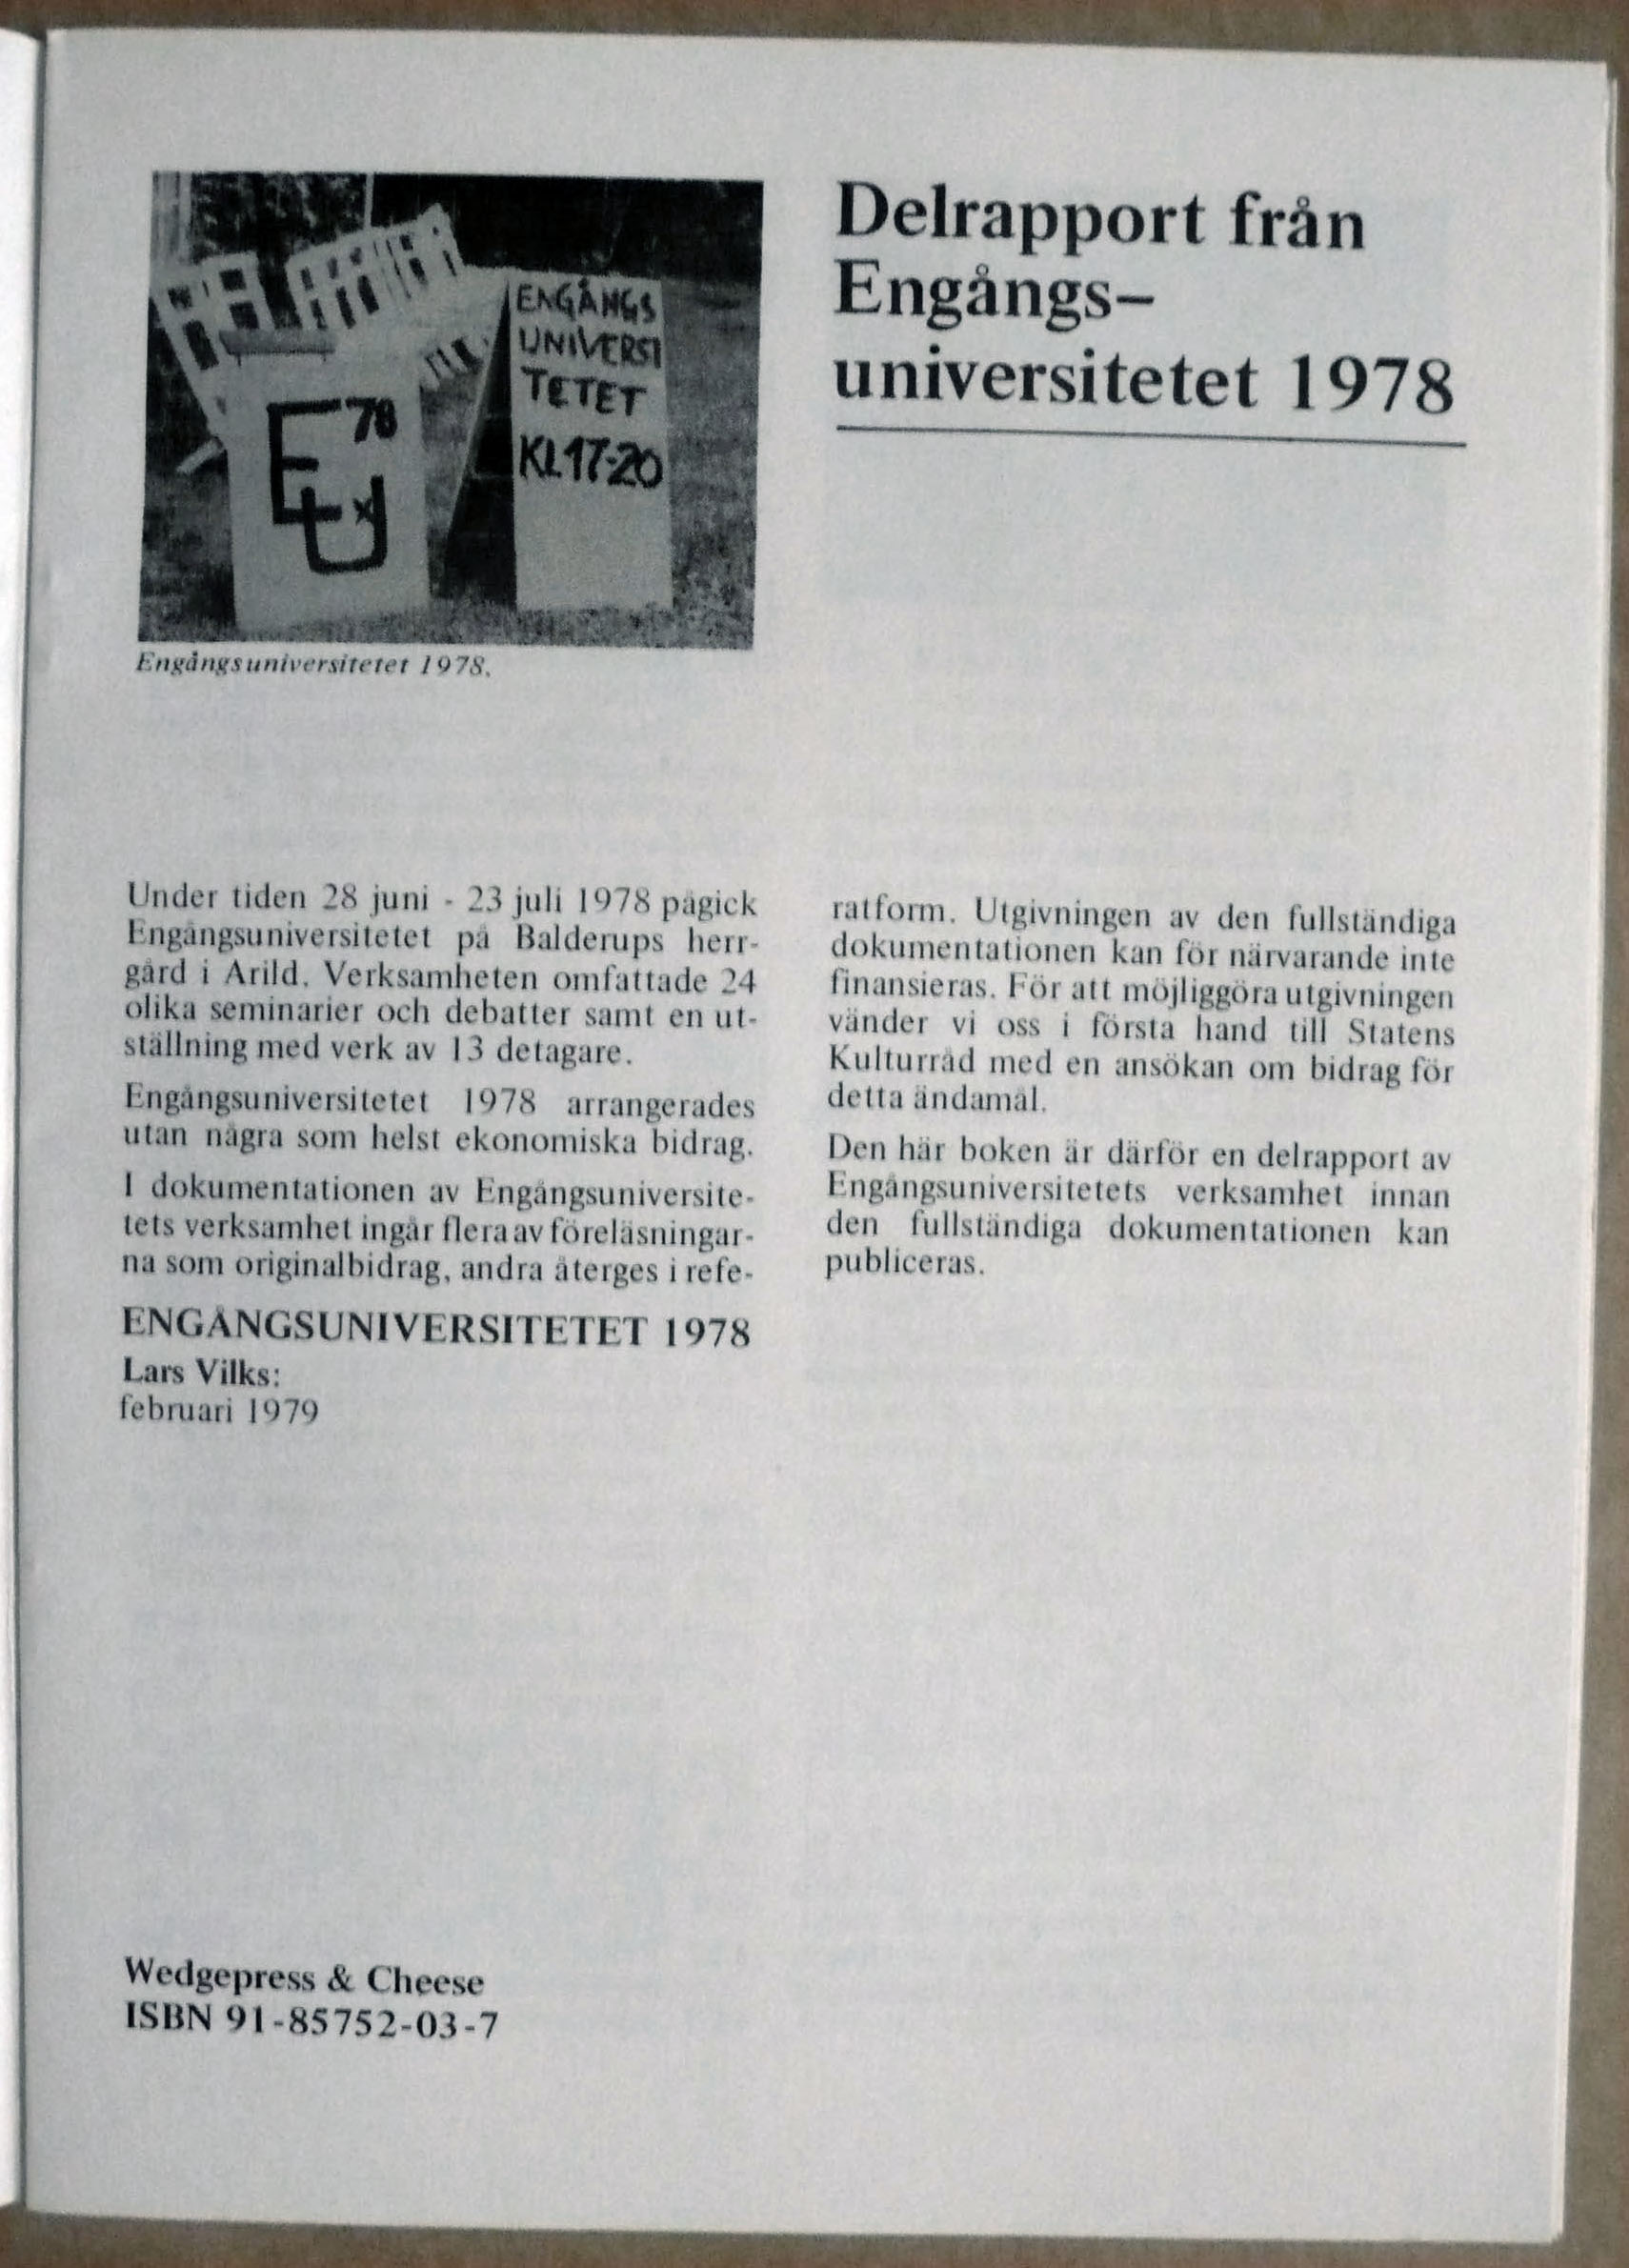 ENGÅNGS
UNIVERSI
TETET
KL17-20
78
EU
Engångsuniversitetet 1978.
Delrapport från
Engångs–
universitetet 1978
Under tiden 28 juni - 23 juli 1978 pågick
Engångsuniversitetet på Balderups herr-
gård i Arild. Verksamheten omfattade 24
olika seminarier och debatter samt en ut-
ställning med verk av 13 detagare.
Engångsuniversitetet 1978 arrangerades
utan några som helst ekonomiska bidrag.
I dokumentationen av Engångsuniversite-
tets verksamhet ingår flera av föreläsningar-
na som originalbidrag, andra återges i refe-
ENGÅNGSUNIVERSITETET 1978
Lars Vilks:
februari 1979
ratform. Utgivningen av den fullständiga
dokumentationen kan för närvarande inte
finansieras. För att möjliggöra utgivningen
vänder vi oss i första hand till Statens
Kulturråd med en ansökan om bidrag för
detta ändamål.
Den här boken är därför en delrapport av
Engångsuniversitetets verksamhet innan
den fullständiga dokumentationen kan
publiceras.
Wedgepress & Cheese
ISBN 91-85752-03-7